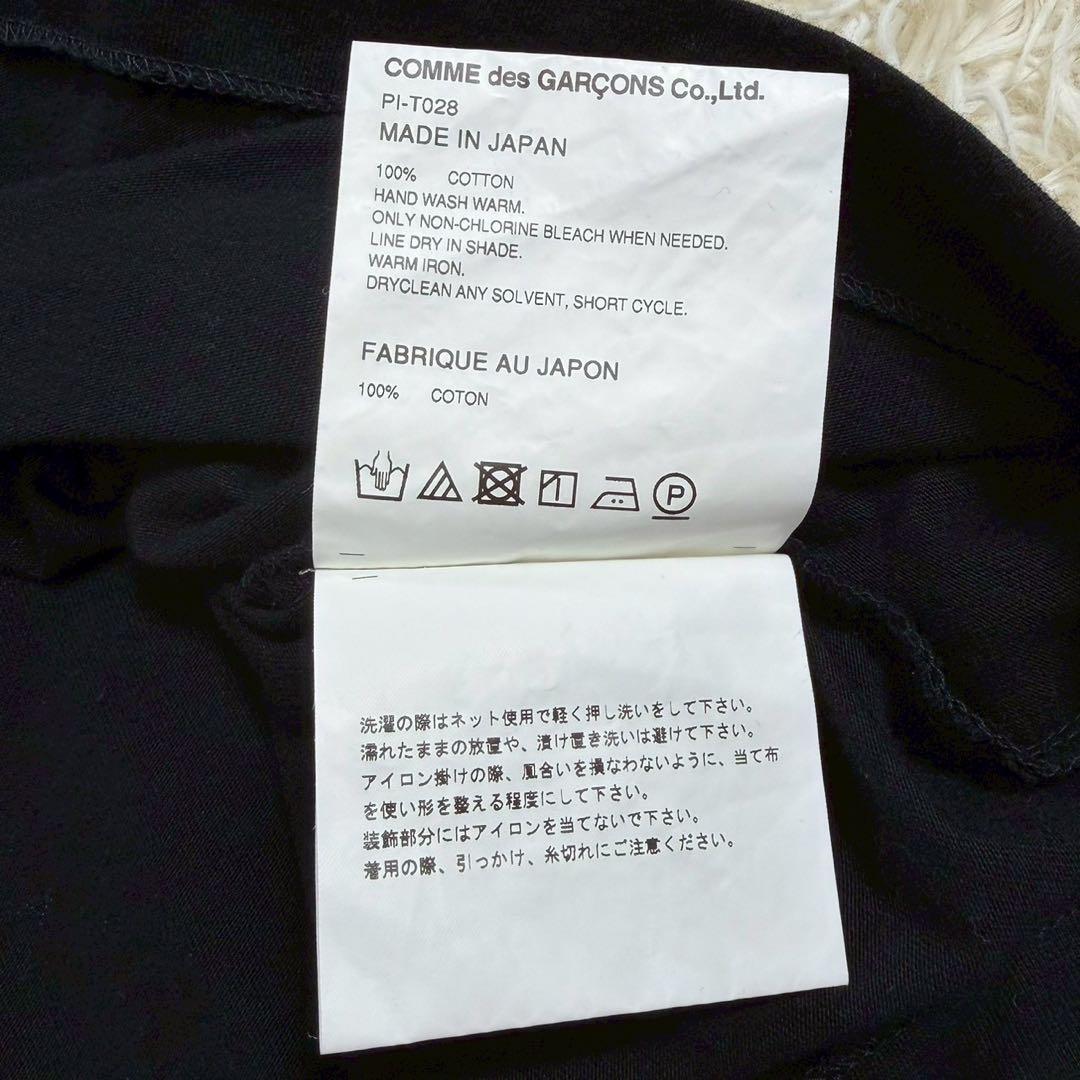 COMME des GARÇONS Co.,Ltd.
PI-T028
MADE IN JAPAN
100% COTTON
HAND WASH WARM.
ONLY NON-CHLORINE BLEACH WHEN NEEDED.
LINE DRY IN SHADE.
WARM IRON.
DRYCLEAN ANY SOLVENT, SHORT CYCLE.
FABRIQUE AU JAPON
100% COTON
P
洗濯の際はネット使用で軽く押し洗いをして下さい。
濡れたままの放置や、漬け置き洗いは避けて下さい。
アイロン掛けの際、風合いを損なわないように、当て布
を使い形を整える程度にして下さい。
装飾部分にはアイロンを当てないで下さい。
着用の際、引っかけ、糸切れにご注意ください。